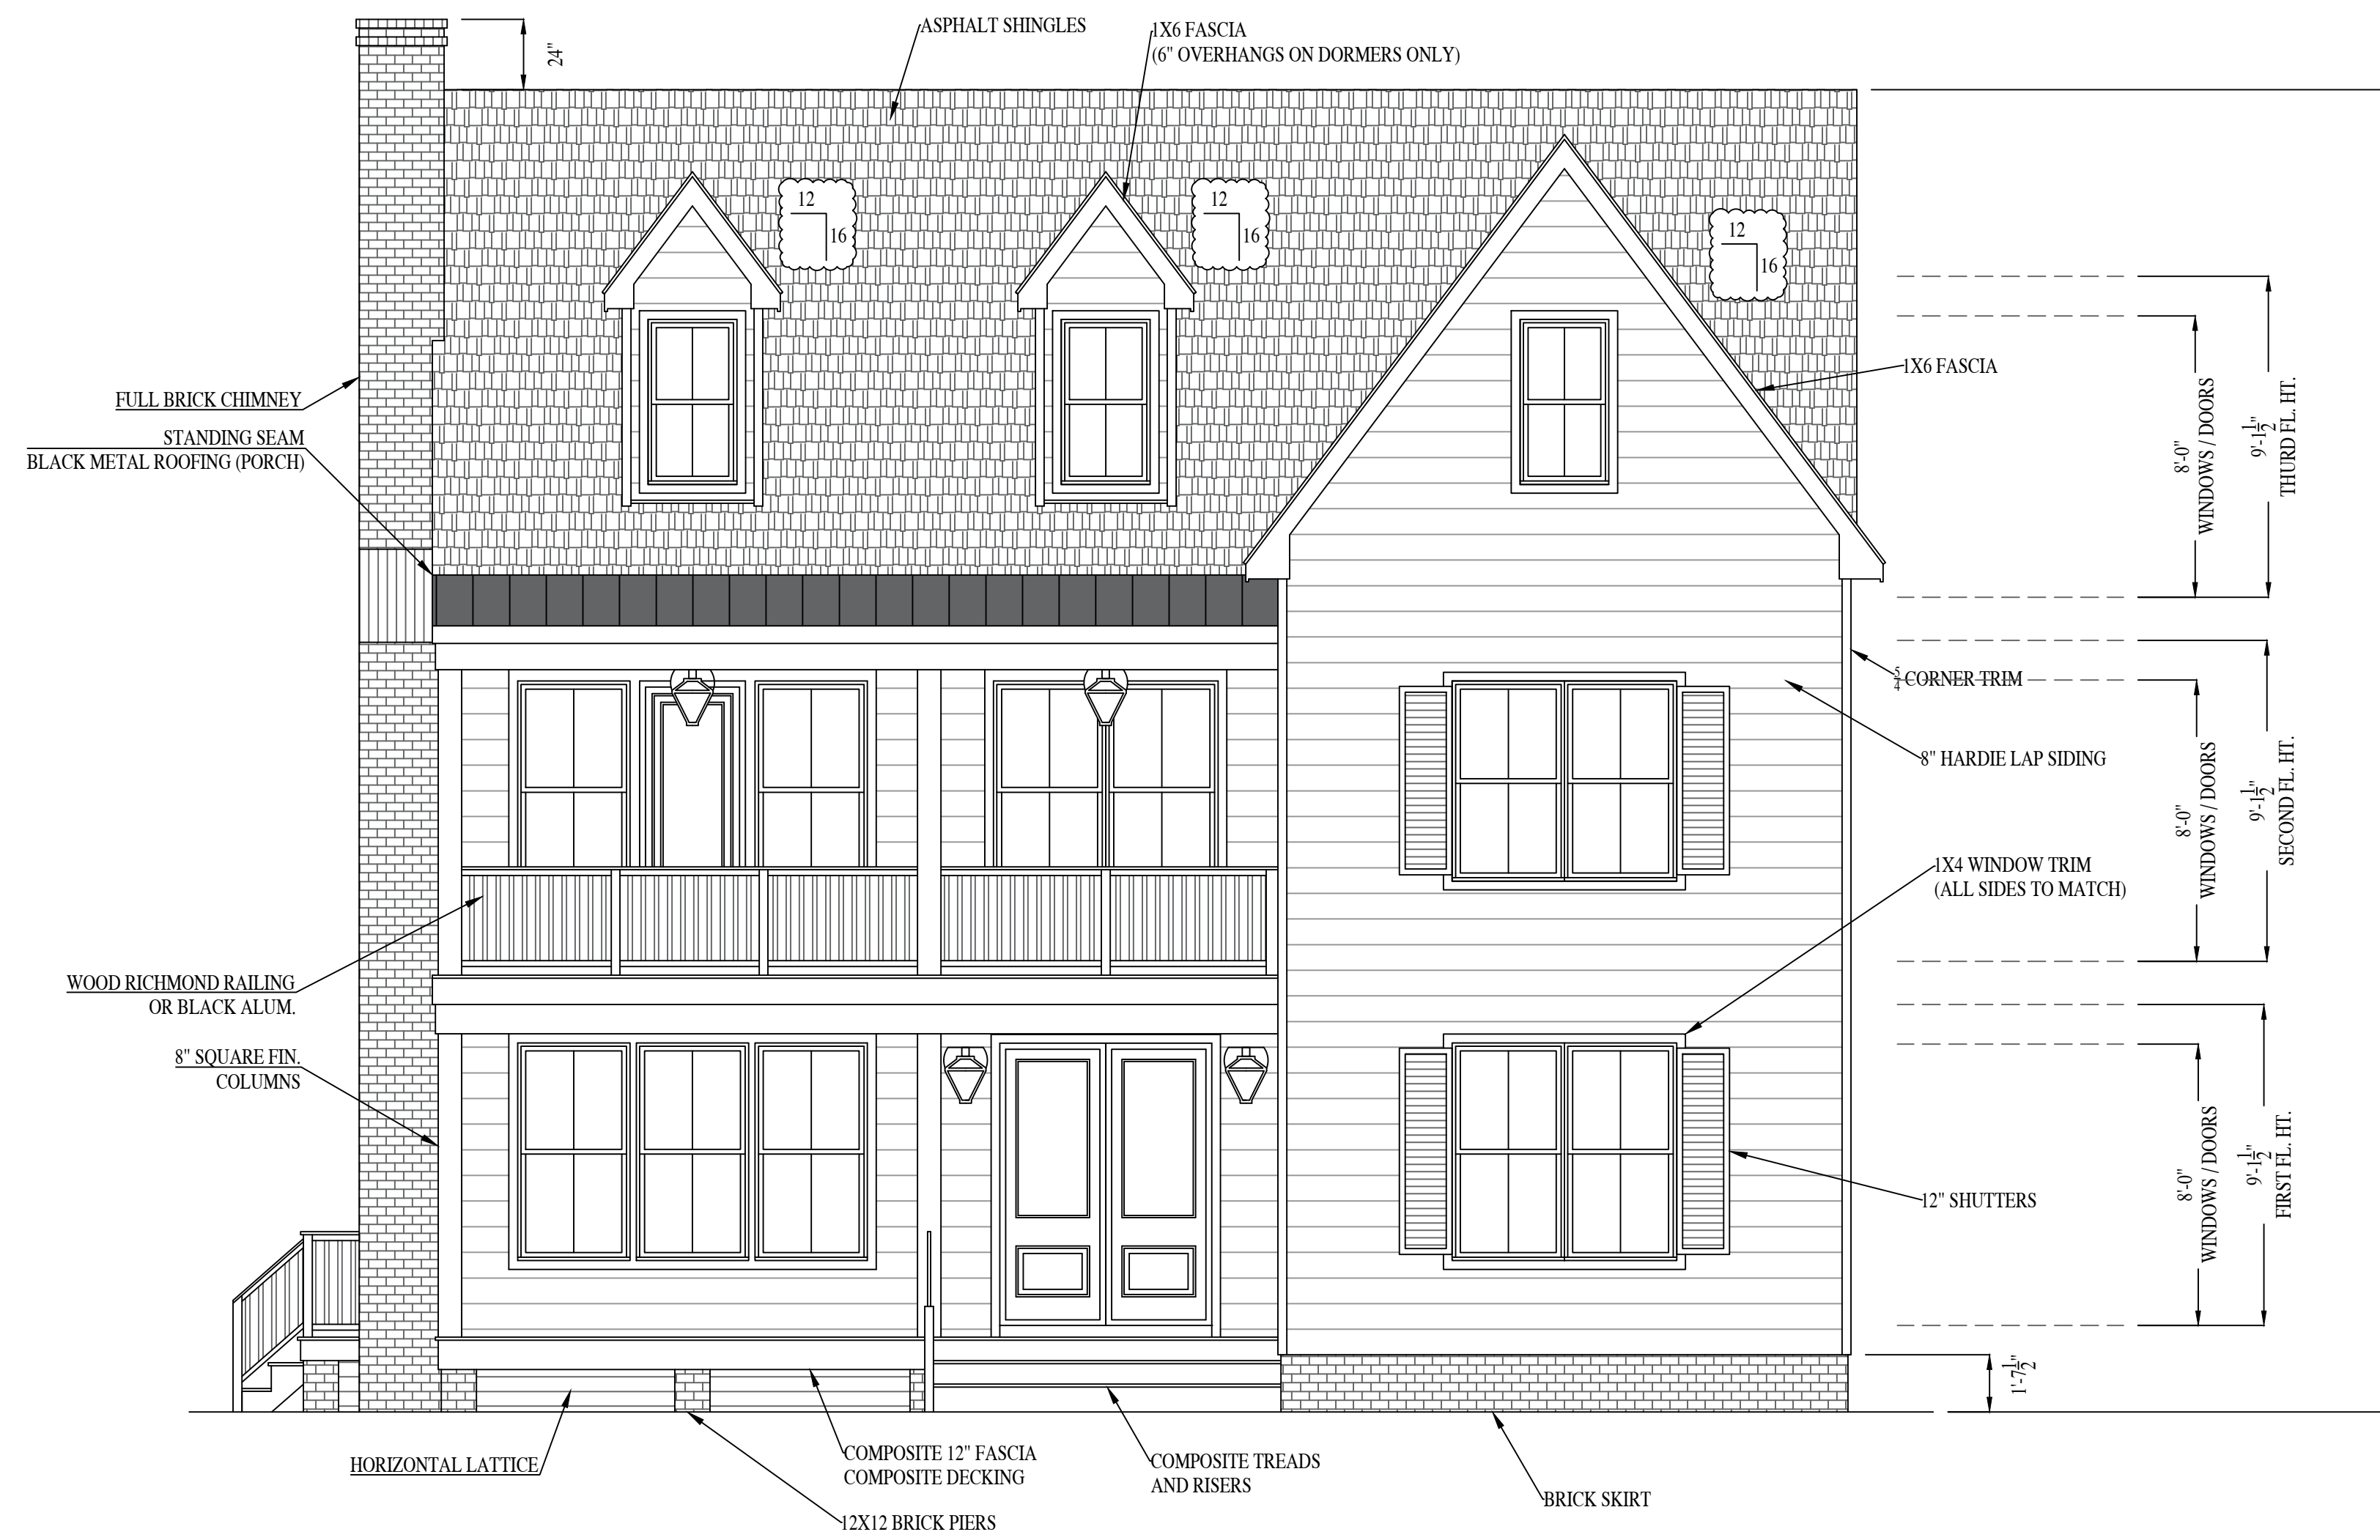 24"
ASPHALT SHINGLES
1X6 FASCIA
(6" OVERHANGS ON DORMERS ONLY)
12
16
12
16
12
16
1X6 FASCIA
FULL BRICK CHIMNEY
STANDING SEAM
BLACK METAL ROOFING (PORCH)
8'-0"
WINDOWS / DOORS
9'-1 1/2"
THURD FL. HT.
5/4 CORNER TRIM
8" HARDIE LAP SIDING
8'-0"
WINDOWS / DOORS
9'-1 1/2"
SECOND FL. HT.
1X4 WINDOW TRIM
(ALL SIDES TO MATCH)
WOOD RICHMOND RAILING
OR BLACK ALUM.
8" SQUARE FIN.
COLUMNS
12" SHUTTERS
8'-0"
WINDOWS / DOORS
9'-1 1/2"
FIRST FL. HT.
1'-7 1/2"
HORIZONTAL LATTICE
COMPOSITE 12" FASCIA
COMPOSITE DECKING
COMPOSITE TREADS
AND RISERS
BRICK SKIRT
12X12 BRICK PIERS